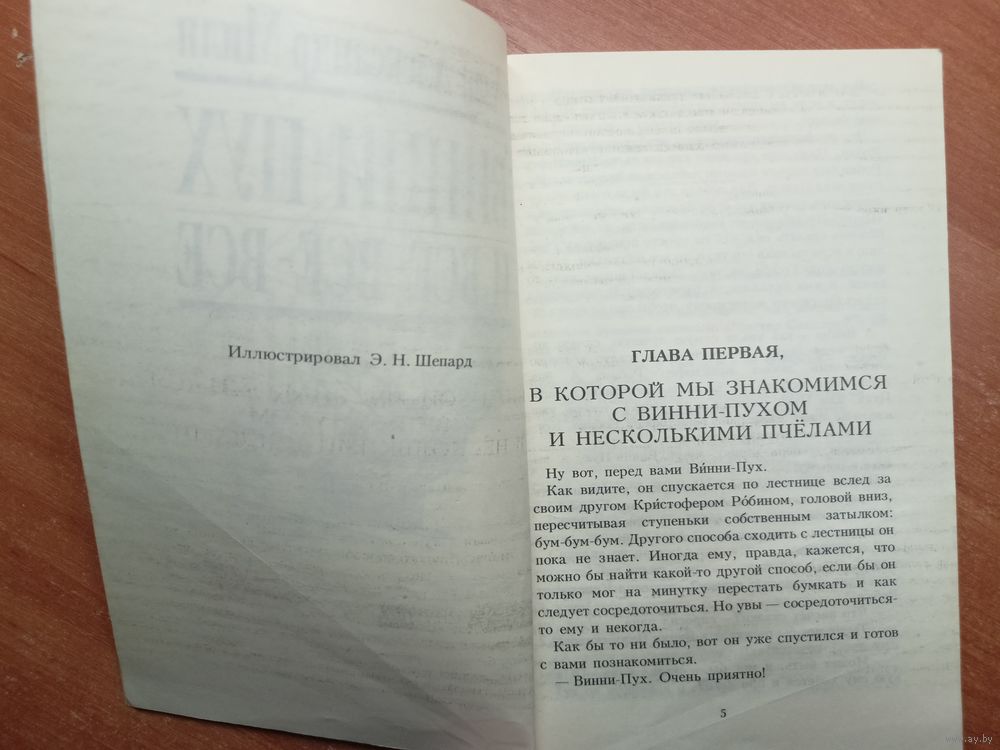 Иллюстрировал Э. Н. Шепард
ГЛАВА ПЕРВАЯ,
В КОТОРОЙ МЫ ЗНАКОМИМСЯ
С ВИННИ-ПУХОМ
И НЕСКОЛЬКИМИ ПЧЁЛАМИ
Ну вот, перед вами Ви́нни-Пух.
Как видите, он спускается по лестнице вслед за
своим другом Кри́стофером Ро́бином, головой вниз,
пересчитывая ступеньки собственным затылком:
бум-бум-бум. Другого способа сходить с лестницы он
пока не знает. Иногда ему, правда, кажется, что
можно бы найти какой-то другой способ, если бы он
только мог на минутку перестать бумкать и как
следует сосредоточиться. Но увы — сосредоточиться-
то ему и некогда.
Как бы то ни было, вот он уже спустился и готов
с вами познакомиться.
— Винни-Пух. Очень приятно!
5
www.ay.by